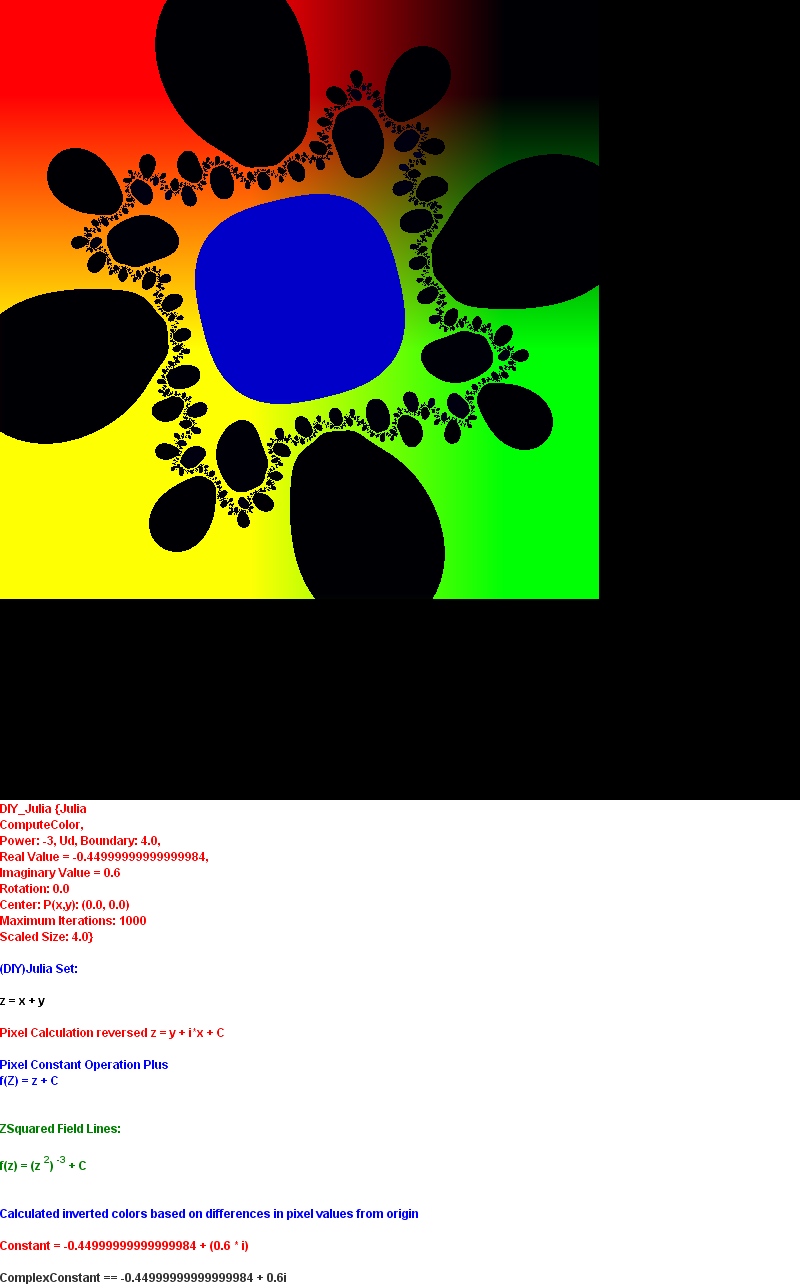 DIY_Julia {Julia
ComputeColor,
Power: -3, Ud, Boundary: 4.0,
Real Value = -0.44999999999999984,
Imaginary Value = 0.6
Rotation: 0.0
Center: P(x,y): (0.0, 0.0)
Maximum Iterations: 1000
Scaled Size: 4.0}
(DIY)Julia Set:
z = x + y
Pixel Calculation reversed z = y + i*x + C
Pixel Constant Operation Plus
f(Z) = z + C
ZSquared Field Lines:
f(z) = (z 2) -3 + C
Calculated inverted colors based on differences in pixel values from origin
Constant = -0.44999999999999984 + (0.6 * i)
ComplexConstant == -0.44999999999999984 + 0.6i